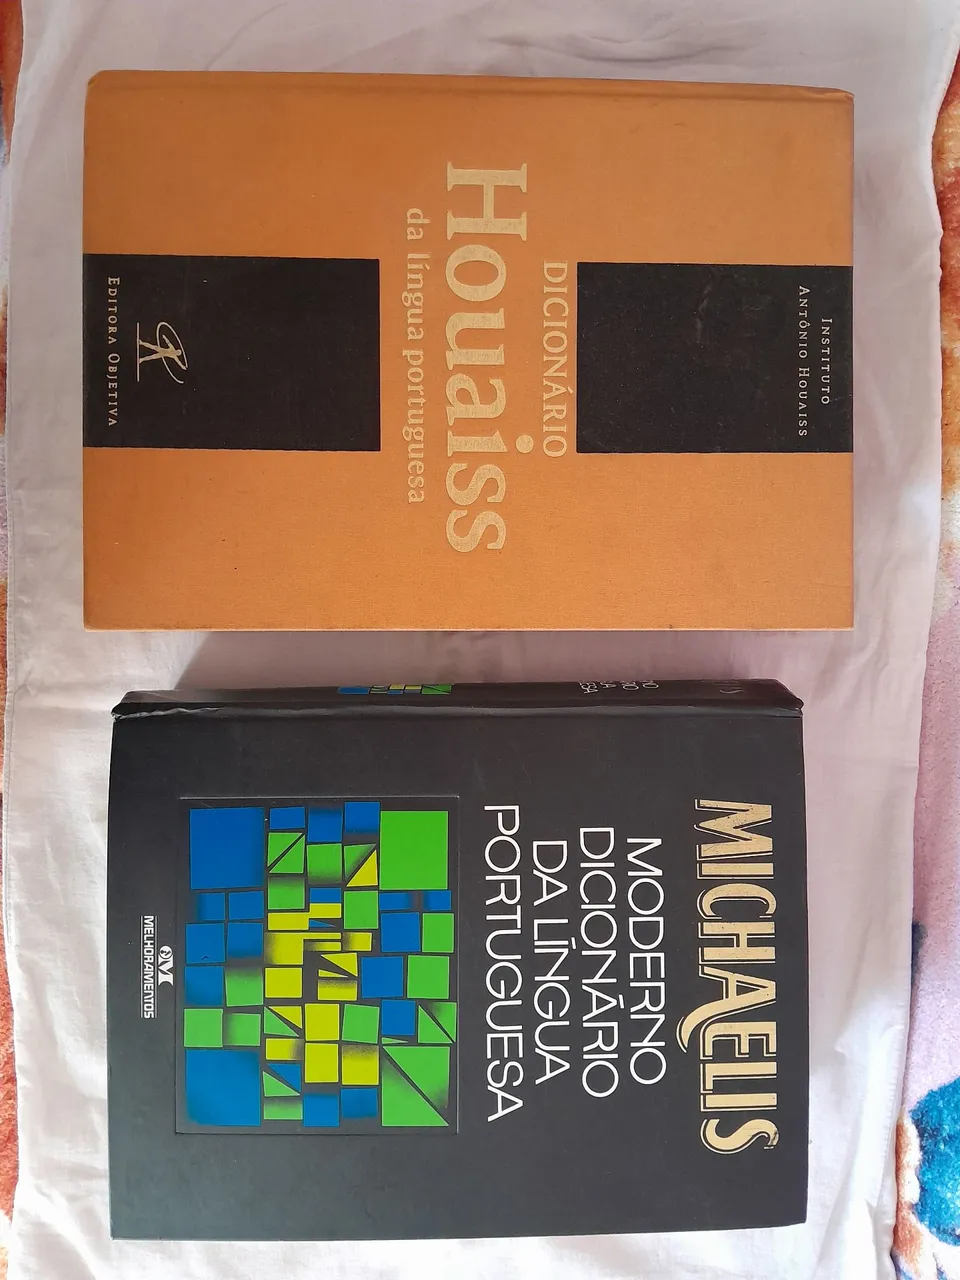 INSTITUTO
ANTÔNIO HOUAISS
DICIONÁRIO
Houaiss
da língua portuguesa
EDITORA OBJETIVA
MICHAELIS
MODERNO
DICIONÁRIO
DA LÍNGUA
PORTUGUESA
MELHORAMENTOS